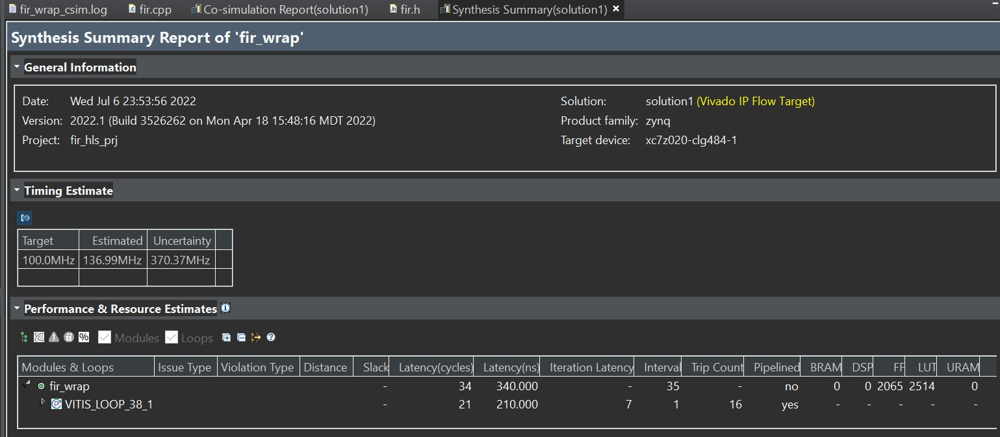 fir_wrap_csim.log fir.cpp Co-simulation Report(solution1) fir.h Synthesis Summary(solution1)
Synthesis Summary Report of 'fir_wrap'
General Information
Date: Wed Jul 6 23:53:56 2022 Solution: solution1 (Vivado IP Flow Target)
Version: 2022.1 (Build 3526262 on Mon Apr 18 15:48:16 MDT 2022) Product family: zynq
Project: fir_hls_prj Target device: xc7z020-clg484-1
Timing Estimate
Target Estimated Uncertainty
100.0MHz 136.99MHz 370.37MHz
Performance & Resource Estimates
% Modules Loops
Modules & Loops Issue Type Violation Type Distance Slack Latency(cycles) Latency(ns) Iteration Latency Interval Trip Count Pipelined BRAM DSP FF LUT URAM
fir_wrap - 34 340.000 - 35 - no 0 0 2065 2514 0
VITIS_LOOP_38_1 - 21 210.000 7 1 16 yes - - - - -